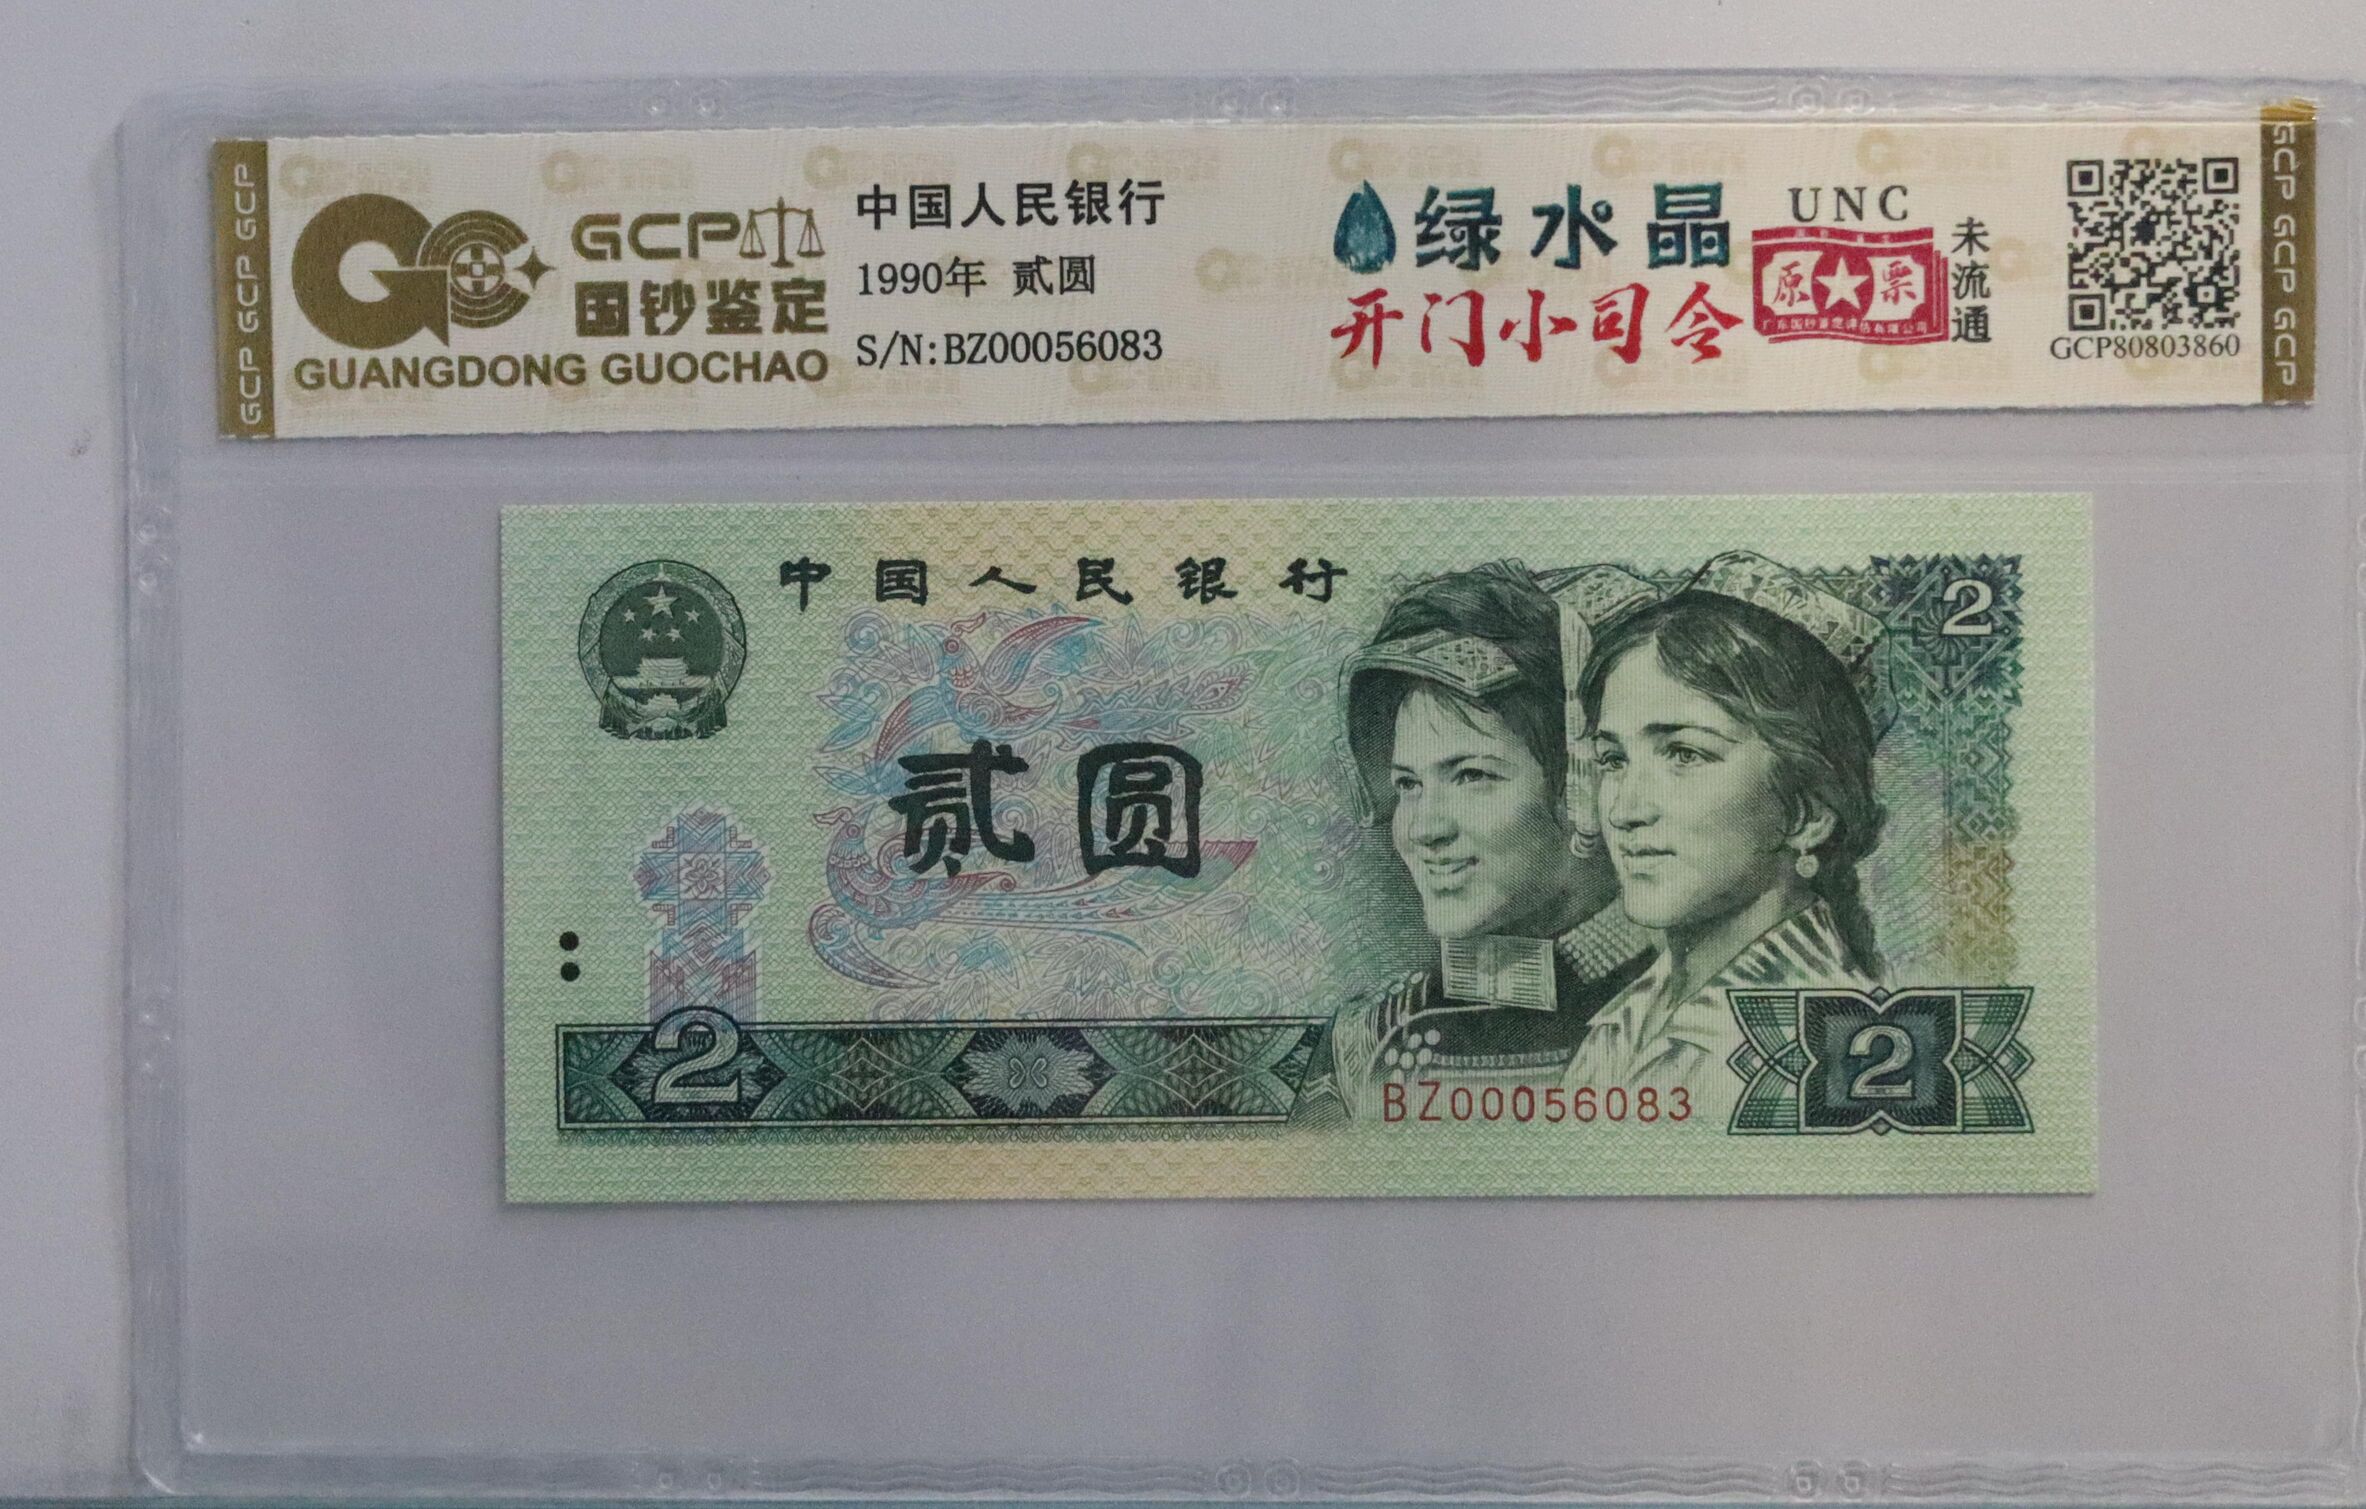 GCP GCP GCP
GCP
国钞鉴定
GUANGDONG GUOCHAO
中国人民银行
1990年 贰圆
S/N:BZ00056083
绿水晶
开门小司令
UNC
原票
未流通
GCP80803860
GCP GCP GCP
中国人民银行
2
贰圆
2
BZ00056083
2